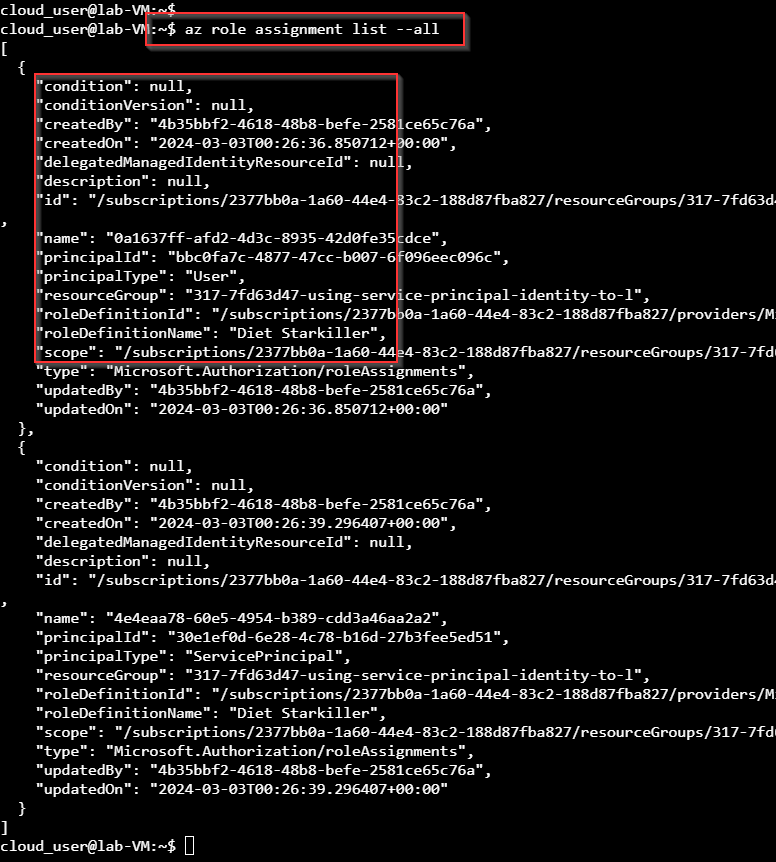 cloud_user@lab-VM:~$
cloud_user@lab-VM:~$ az role assignment list --all
[
  {
    "condition": null,
    "conditionVersion": null,
    "createdBy": "4b35bbf2-4618-48b8-befe-2581ce65c76a",
    "createdOn": "2024-03-03T00:26:36.850712+00:00",
    "delegatedManagedIdentityResourceId": null,
    "description": null,
    "id": "/subscriptions/2377bb0a-1a60-44e4-83c2-188d87fba827/resourceGroups/317-7fd63d4
,
    "name": "0a1637ff-afd2-4d3c-8935-42d0fe35cdce",
    "principalId": "bbc0fa7c-4877-47cc-b007-6f096eec096c",
    "principalType": "User",
    "resourceGroup": "317-7fd63d47-using-service-principal-identity-to-l",
    "roleDefinitionId": "/subscriptions/2377bb0a-1a60-44e4-83c2-188d87fba827/providers/Mi
    "roleDefinitionName": "Diet Starkiller",
    "scope": "/subscriptions/2377bb0a-1a60-44e4-83c2-188d87fba827/resourceGroups/317-7fd6
    "type": "Microsoft.Authorization/roleAssignments",
    "updatedBy": "4b35bbf2-4618-48b8-befe-2581ce65c76a",
    "updatedOn": "2024-03-03T00:26:36.850712+00:00"
  },
  {
    "condition": null,
    "conditionVersion": null,
    "createdBy": "4b35bbf2-4618-48b8-befe-2581ce65c76a",
    "createdOn": "2024-03-03T00:26:39.296407+00:00",
    "delegatedManagedIdentityResourceId": null,
    "description": null,
    "id": "/subscriptions/2377bb0a-1a60-44e4-83c2-188d87fba827/resourceGroups/317-7fd63d4
,
    "name": "4e4eaa78-60e5-4954-b389-cdd3a46aa2a2",
    "principalId": "30e1ef0d-6e28-4c78-b16d-27b3fee5ed51",
    "principalType": "ServicePrincipal",
    "resourceGroup": "317-7fd63d47-using-service-principal-identity-to-l",
    "roleDefinitionId": "/subscriptions/2377bb0a-1a60-44e4-83c2-188d87fba827/providers/Mi
    "roleDefinitionName": "Diet Starkiller",
    "scope": "/subscriptions/2377bb0a-1a60-44e4-83c2-188d87fba827/resourceGroups/317-7fd6
    "type": "Microsoft.Authorization/roleAssignments",
    "updatedBy": "4b35bbf2-4618-48b8-befe-2581ce65c76a",
    "updatedOn": "2024-03-03T00:26:39.296407+00:00"
  }
]
cloud_user@lab-VM:~$